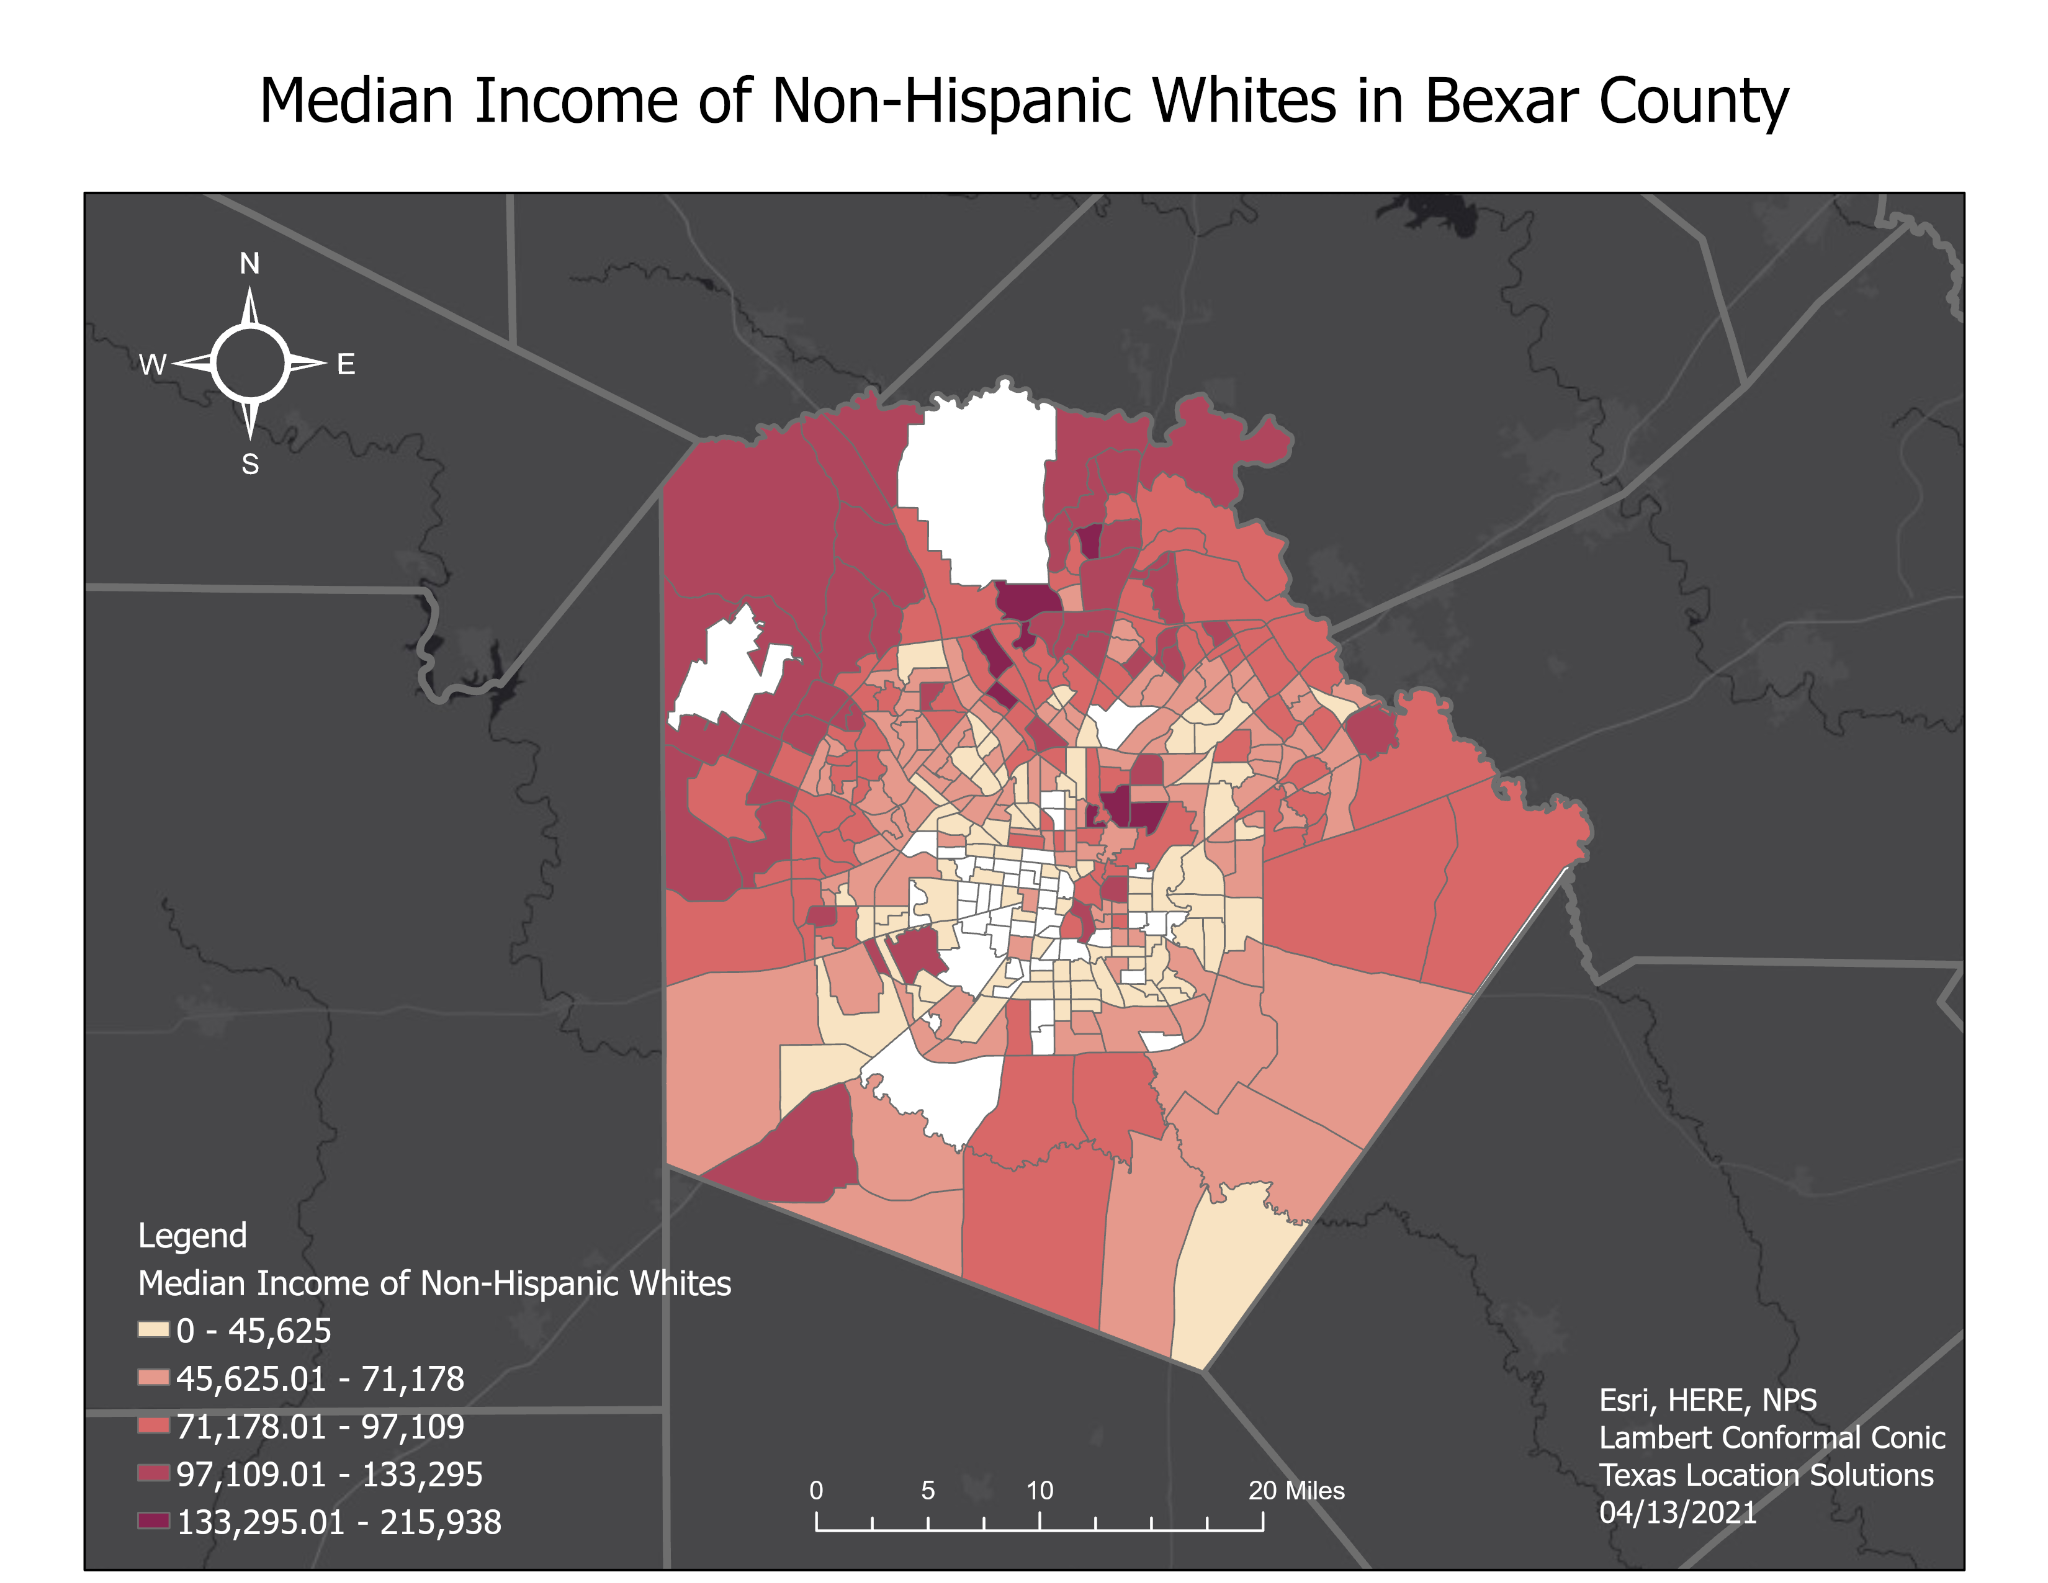 Median Income of Non-Hispanic Whites in Bexar County
N
W E
S
Legend
Median Income of Non-Hispanic Whites
0 - 45,625
45,625.01 - 71,178
71,178.01 - 97,109
97,109.01 - 133,295
133,295.01 - 215,938
0 5 10 20 Miles
Esri, HERE, NPS
Lambert Conformal Conic
Texas Location Solutions
04/13/2021